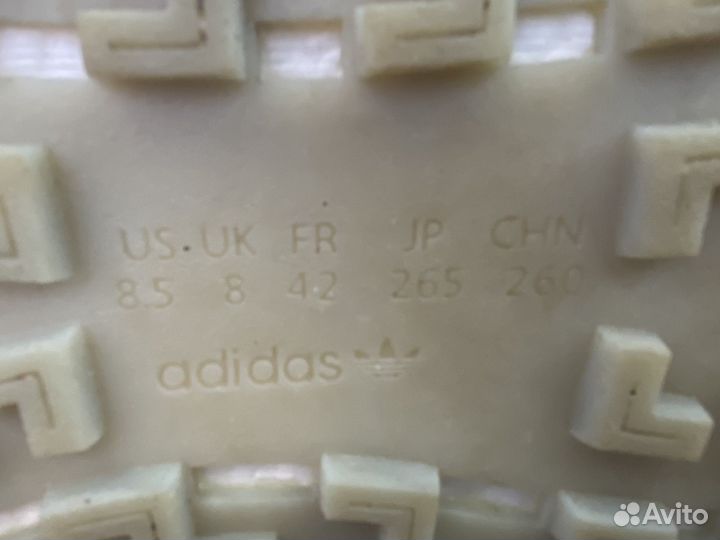 US UK FR JP CHN
8.5 8 42 265 260
adidas
Avito